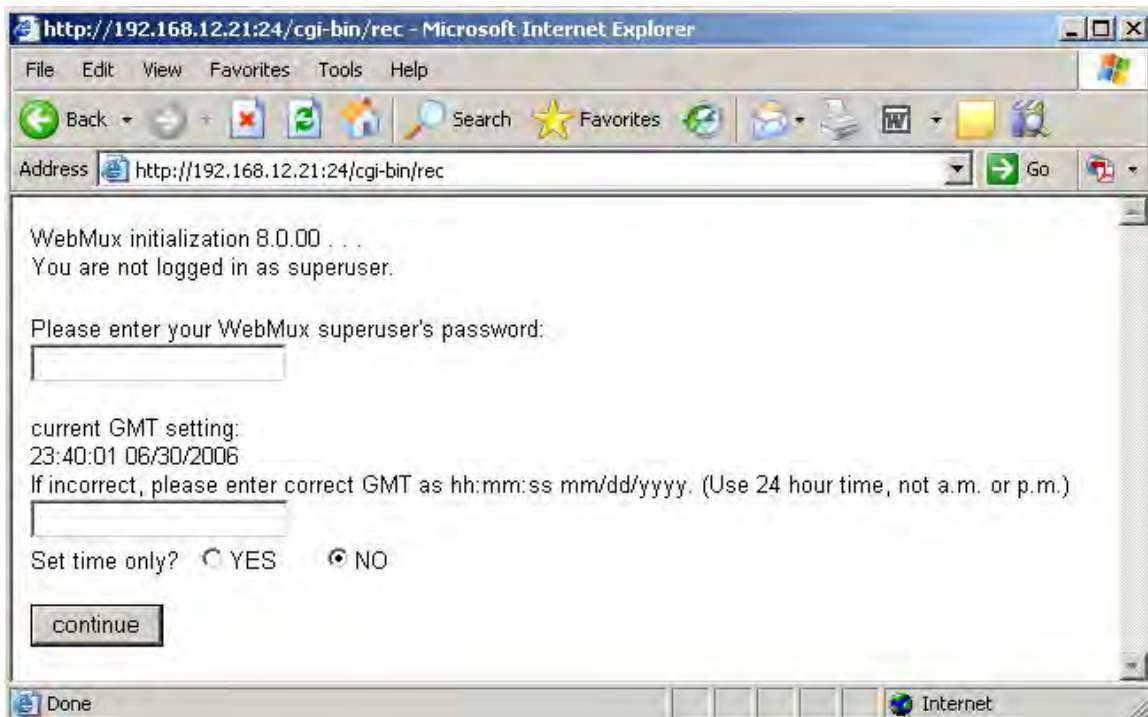 http://192.168.12.21:24/cgi-bin/rec - Microsoft Internet Explorer
File Edit View Favorites Tools Help
Back Search Favorites
Address http://192.168.12.21:24/cgi-bin/rec Go
WebMux initialization 8.0.00 . . .
You are not logged in as superuser.
Please enter your WebMux superuser's password:
current GMT setting:
23:40:01 06/30/2006
If incorrect, please enter correct GMT as hh:mm:ss mm/dd/yyyy. (Use 24 hour time, not a.m. or p.m.)
Set time only? YES NO
continue
Done Internet